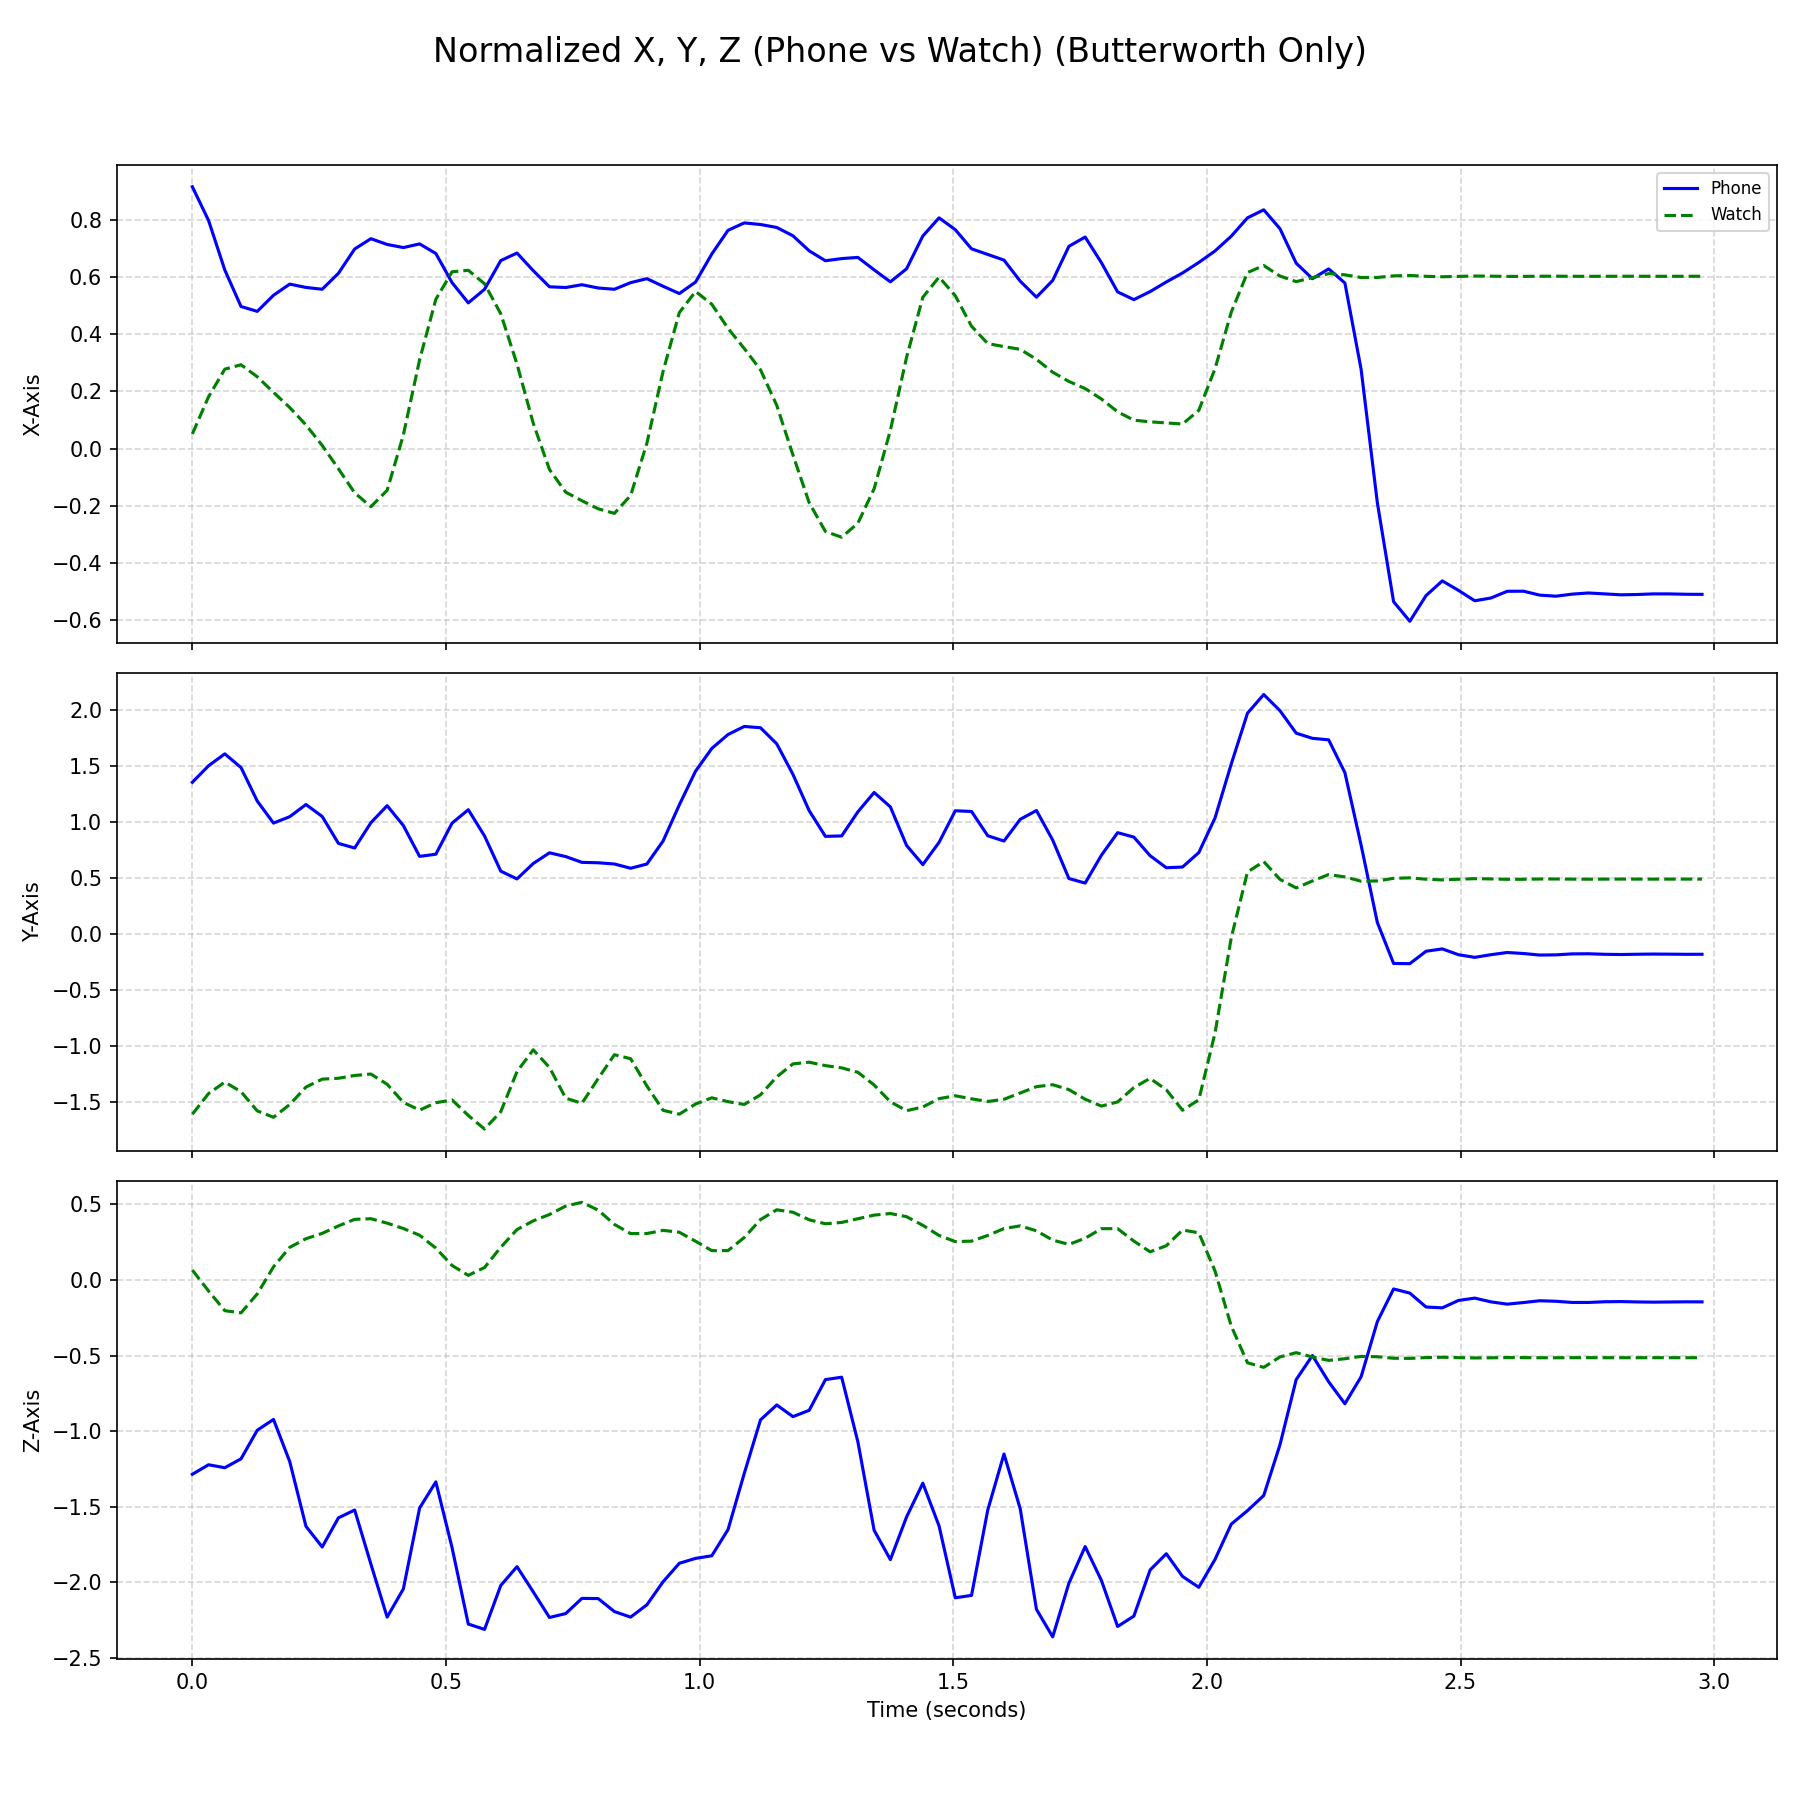 Normalized X, Y, Z (Phone vs Watch) (Butterworth Only)
Phone
Watch
X-Axis
0.8
0.6
0.4
0.2
0.0
−0.2
−0.4
−0.6
Y-Axis
2.0
1.5
1.0
0.5
0.0
−0.5
−1.0
−1.5
Z-Axis
0.5
0.0
−0.5
−1.0
−1.5
−2.0
−2.5
0.0 0.5 1.0 1.5 2.0 2.5 3.0
Time (seconds)